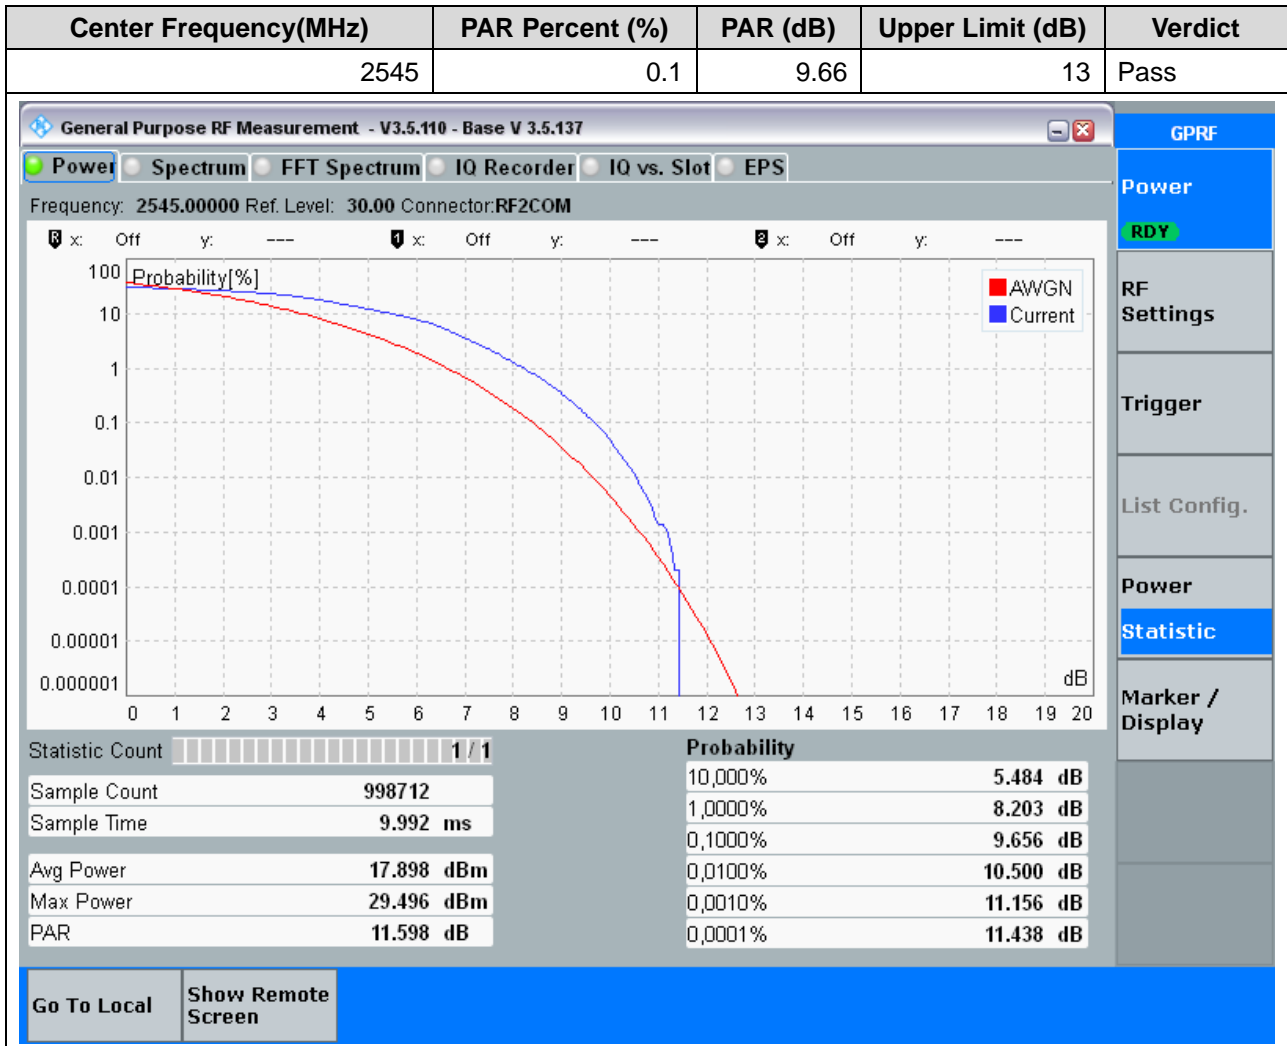 Center Frequency(MHz) PAR Percent (%) PAR (dB) Upper Limit (dB) Verdict
2545 0.1 9.66 13 Pass
General Purpose RF Measurement - V3.5.110 - Base V 3.5.137
GPRF
Power Spectrum FFT Spectrum IQ Recorder IQ vs. Slot EPS
Frequency: 2545.00000 Ref. Level: 30.00 Connector:RF2COM
R x: Off y: --- 1 x: Off y: --- 2 x: Off y: ---
Probability[%]
100
10
1
0.1
0.01
0.001
0.0001
0.00001
0.000001
AWGN
Current
dB
0 1 2 3 4 5 6 7 8 9 10 11 12 13 14 15 16 17 18 19 20
Statistic Count 1 / 1
Sample Count 998712
Sample Time 9.992 ms
Avg Power 17.898 dBm
Max Power 29.496 dBm
PAR 11.598 dB
Probability
10,000% 5.484 dB
1,0000% 8.203 dB
0,1000% 9.656 dB
0,0100% 10.500 dB
0,0010% 11.156 dB
0,0001% 11.438 dB
Power
RDY
RF
Settings
Trigger
List Config.
Power
Statistic
Marker /
Display
Go To Local
Show Remote
Screen